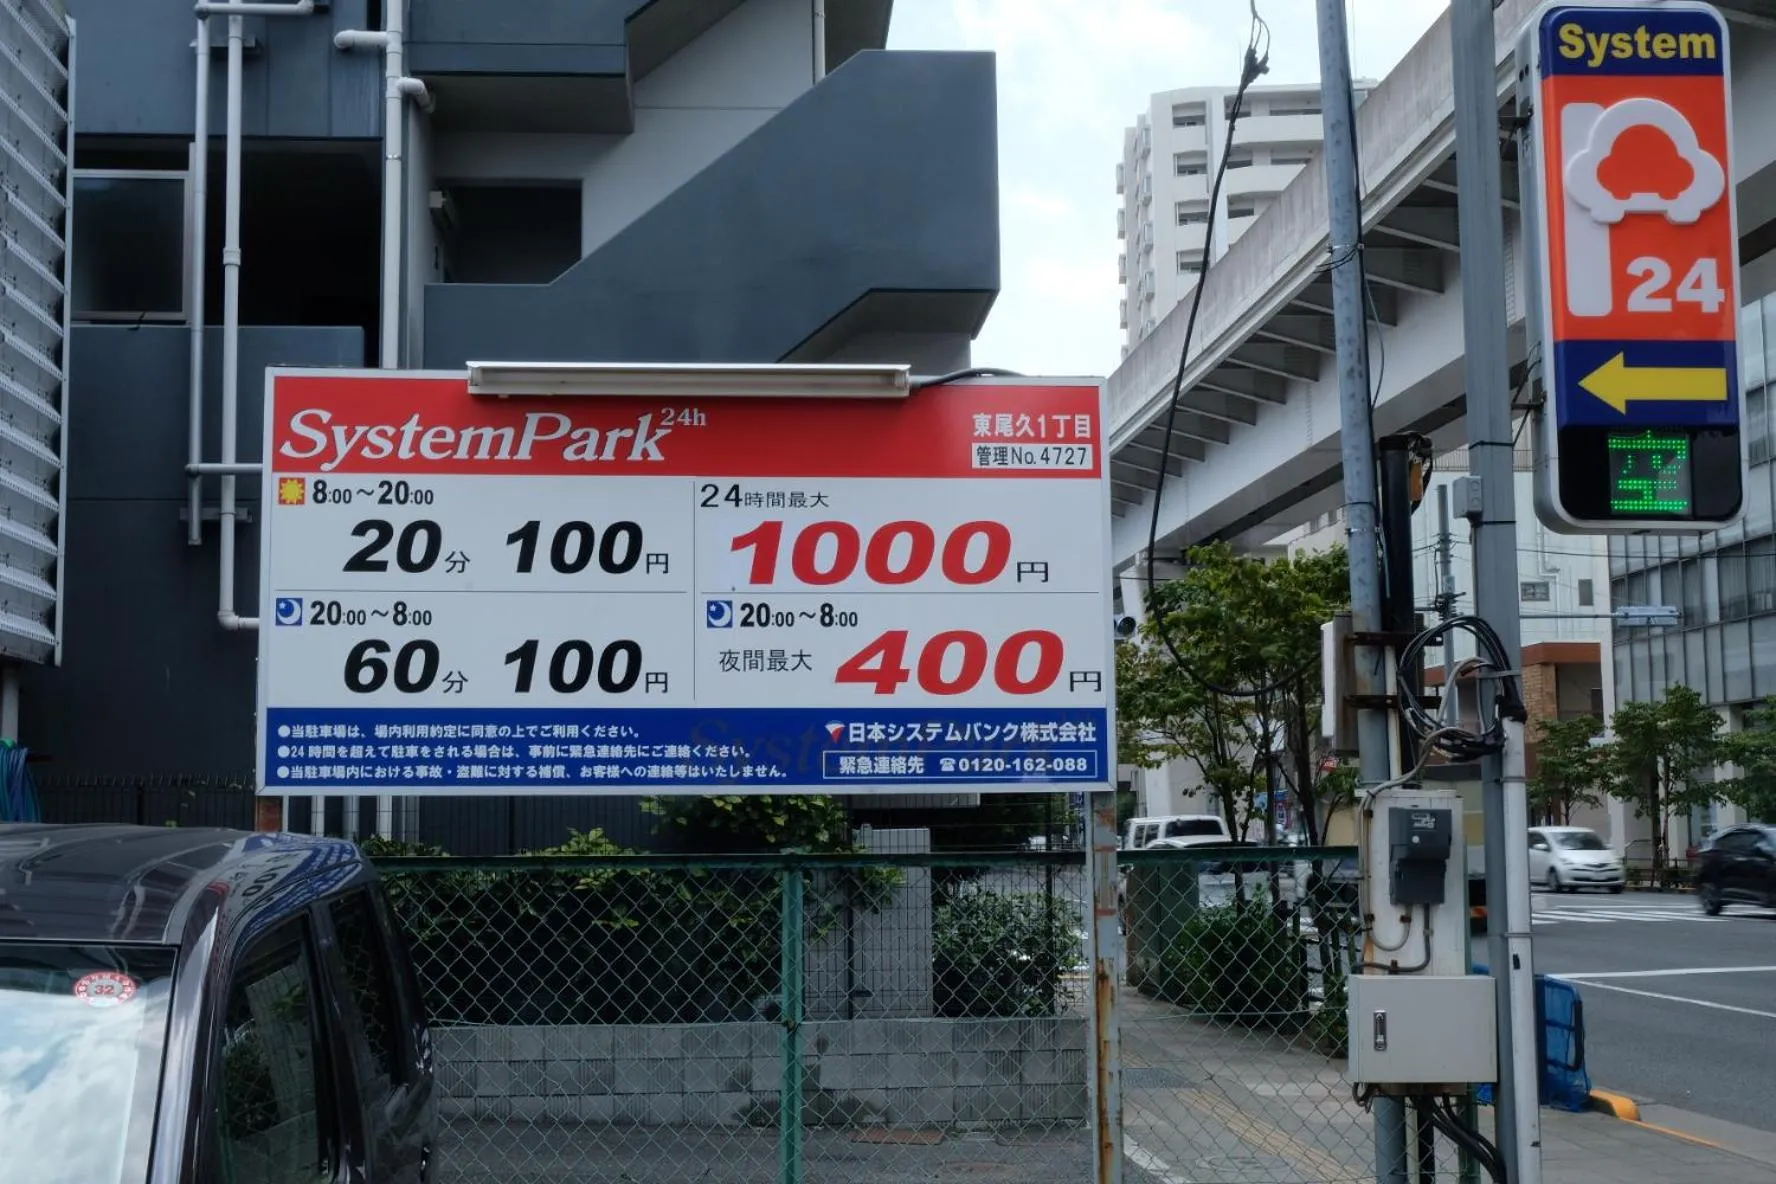 SystemPark24h
東尾久1丁目
管理No.4727
8:00～20:00
20分 100円
24時間最大
1000円
20:00～8:00
60分 100円
20:00～8:00
夜間最大 400円
●当駐車場は、場内利用約定に同意の上でご利用ください。
●24時間を超えて駐車をされる場合は、事前に緊急連絡先にご連絡ください。
●当駐車場内における事故・盗難に対する補償、お客様への連絡等はいたしません。
日本システムバンク株式会社
緊急連絡先 ☎0120-162-088
System
24
空
32